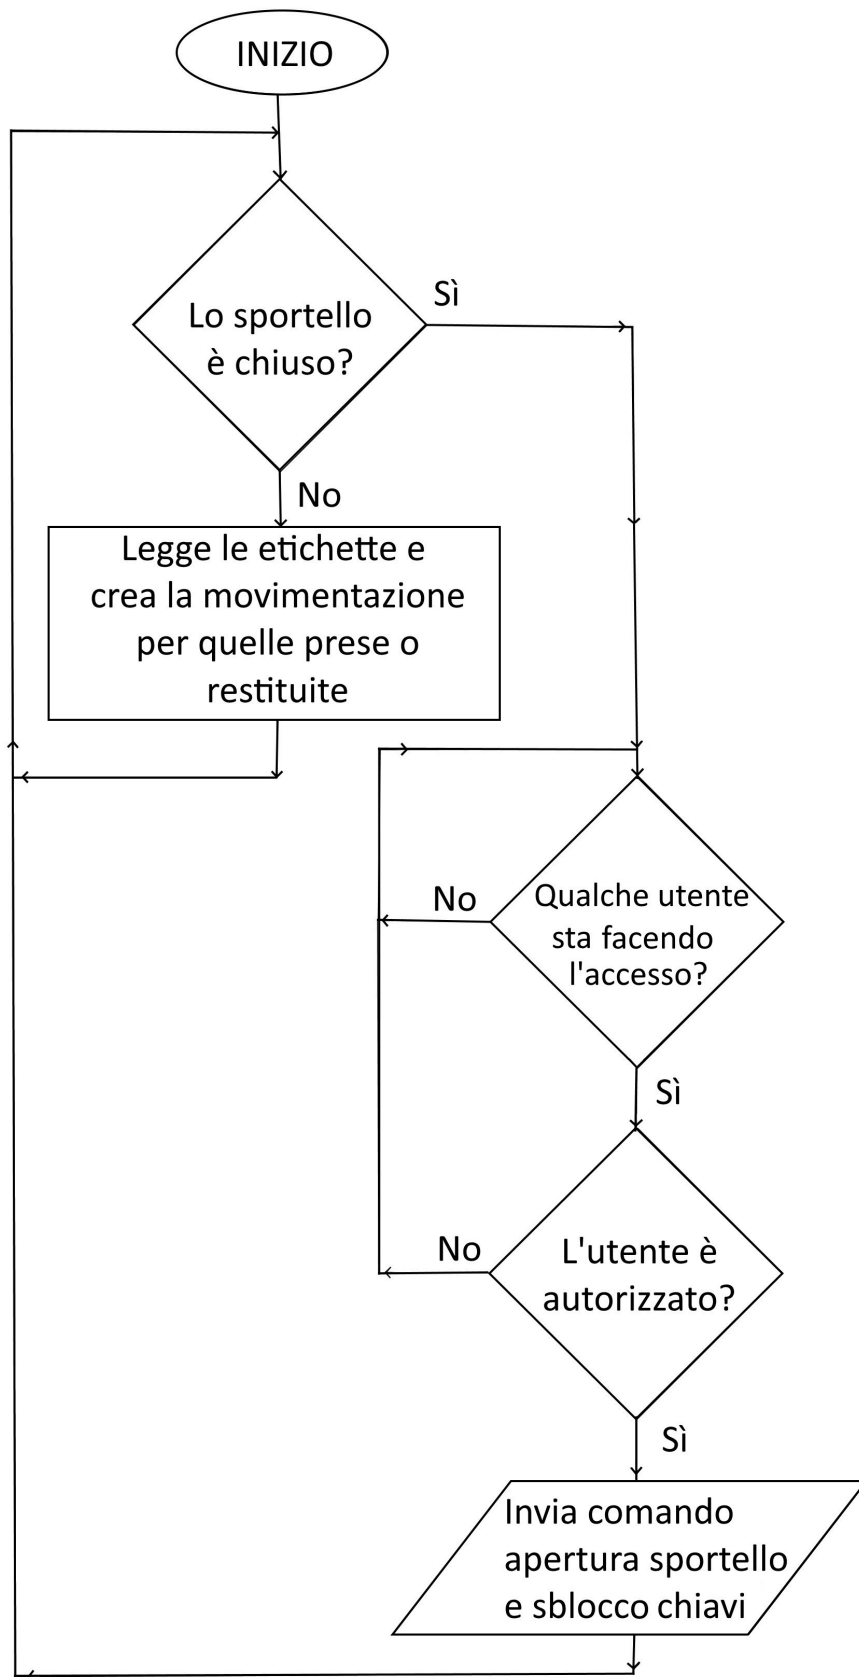 INIZIO
Sì
Lo sportello
è chiuso?
No
Legge le etichette e
crea la movimentazione
per quelle prese o
restituite
No
Qualche utente
sta facendo
l'accesso?
Sì
No
L'utente è
autorizzato?
Sì
Invia comando
apertura sportello
e sblocco chiavi